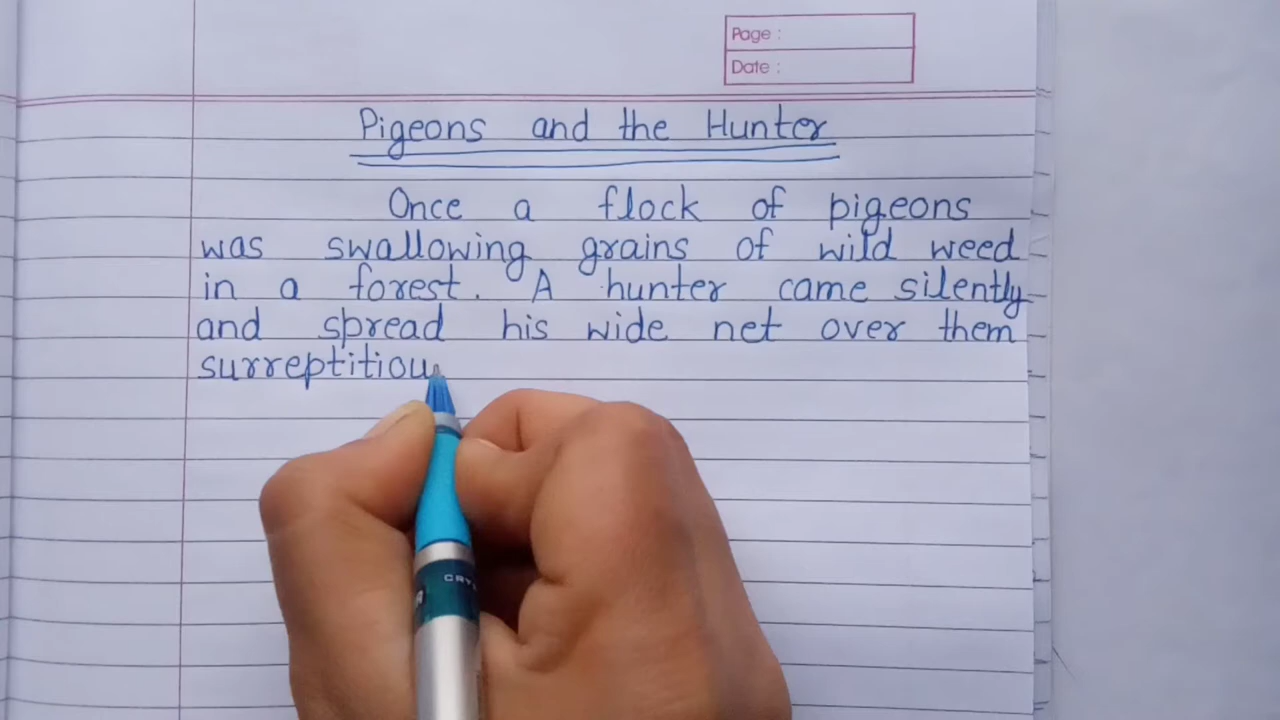 Page :
Date :
Pigeons and the Hunter
Once a flock of pigeons
was swallowing grains of wild weed
in a forest. A hunter came silently
and spread his wide net over them
surreptitiou